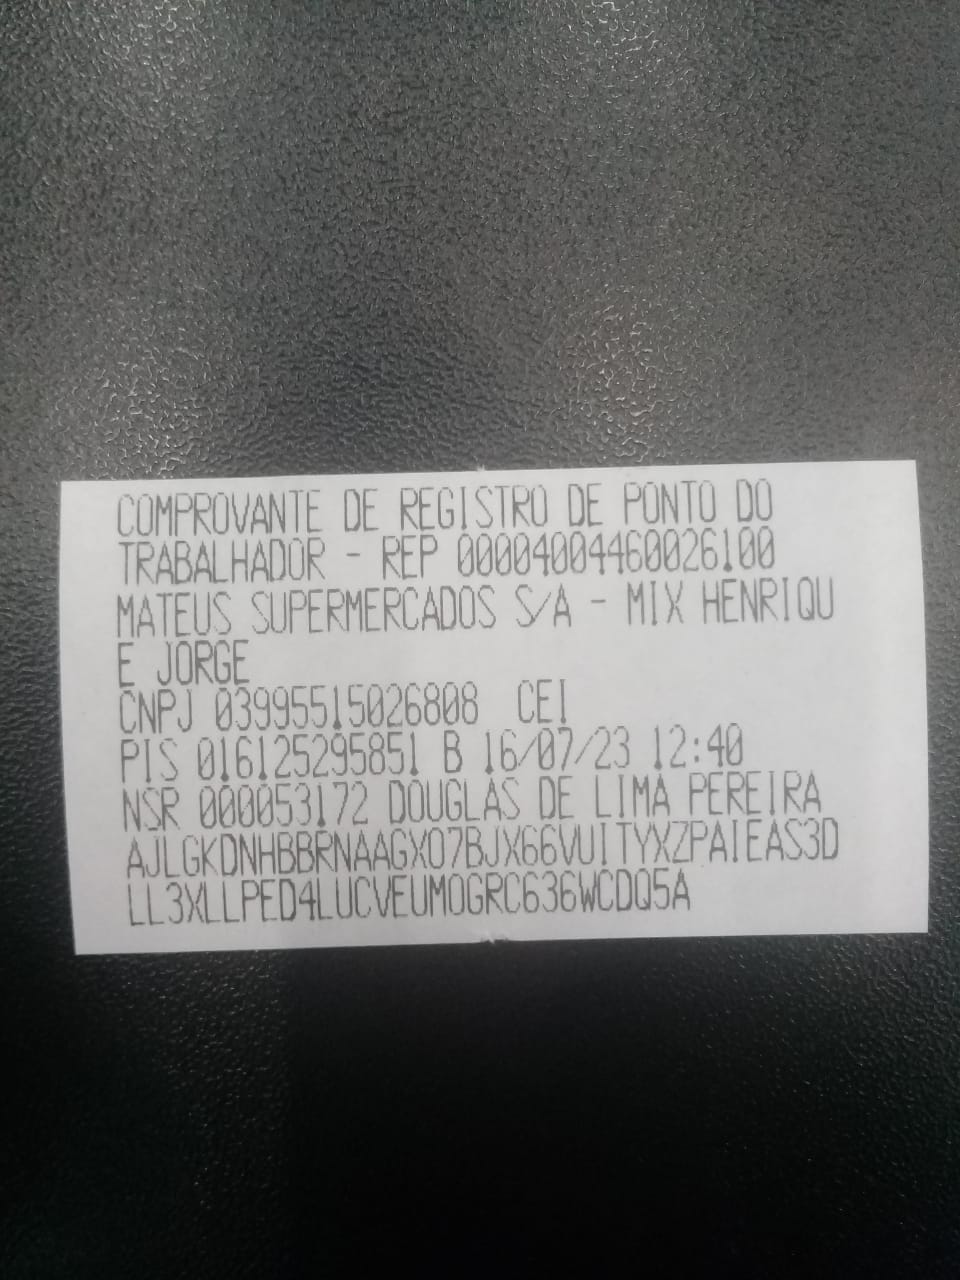 COMPROVANTE DE REGISTRO DE PONTO DO
TRABALHADOR - REP 00004004460026100
MATEUS SUPERMERCADOS S/A - MIX HENRIQU
E JORGE
CNPJ 03995515026808 CEI
PIS 016125295851 B 16/07/23 12:40
NSR 000053172 DOUGLAS DE LIMA PEREIRA
AJLGKDNHBBRNAAGXO7BJX66VUITYXZPAIEAS3D
LL3XLLPED4LUCVEUMOGRC636WCDQ5A